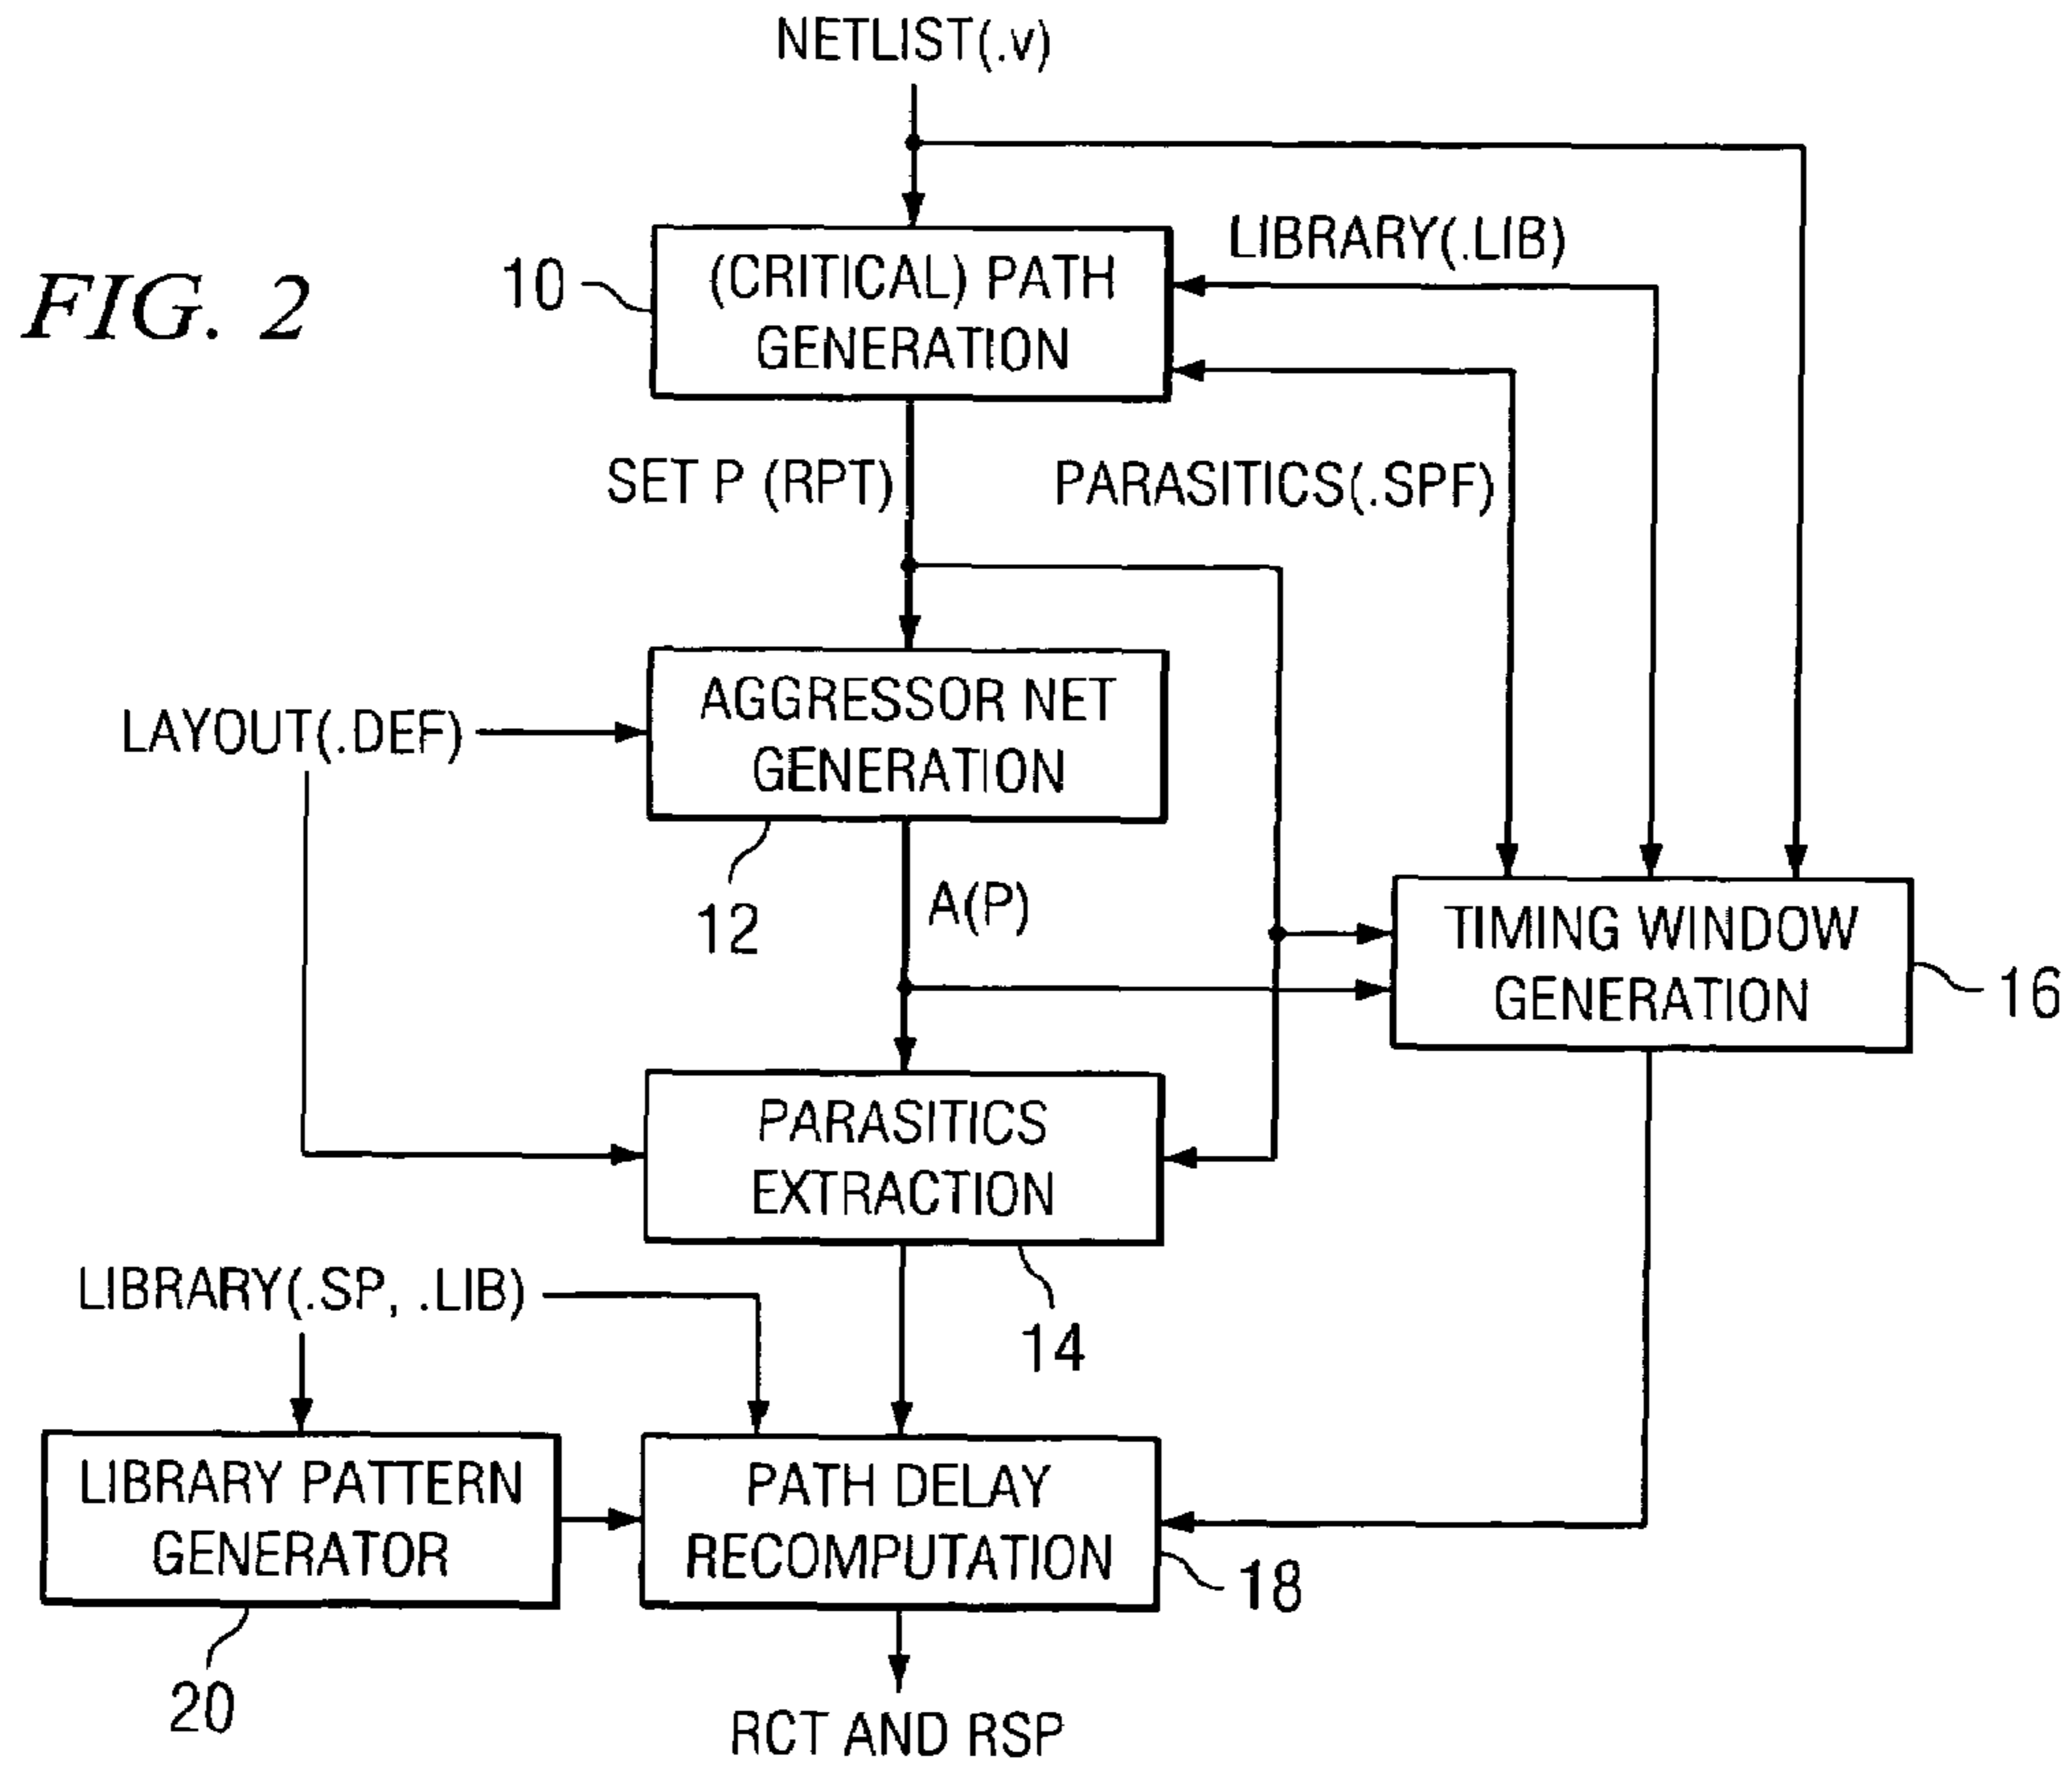 NETLIST(.v)
LIBRARY(.LIB)
10
(CRITICAL) PATH
GENERATION
FIG. 2
SET P (RPT)
PARASITICS(.SPF)
AGGRESSOR NET
GENERATION
LAYOUT(.DEF)
12
A(P)
TIMING WINDOW
GENERATION
16
PARASITICS
EXTRACTION
LIBRARY(.SP, .LIB)
14
LIBRARY PATTERN
GENERATOR
PATH DELAY
RECOMPUTATION
18
20
RCT AND RSP